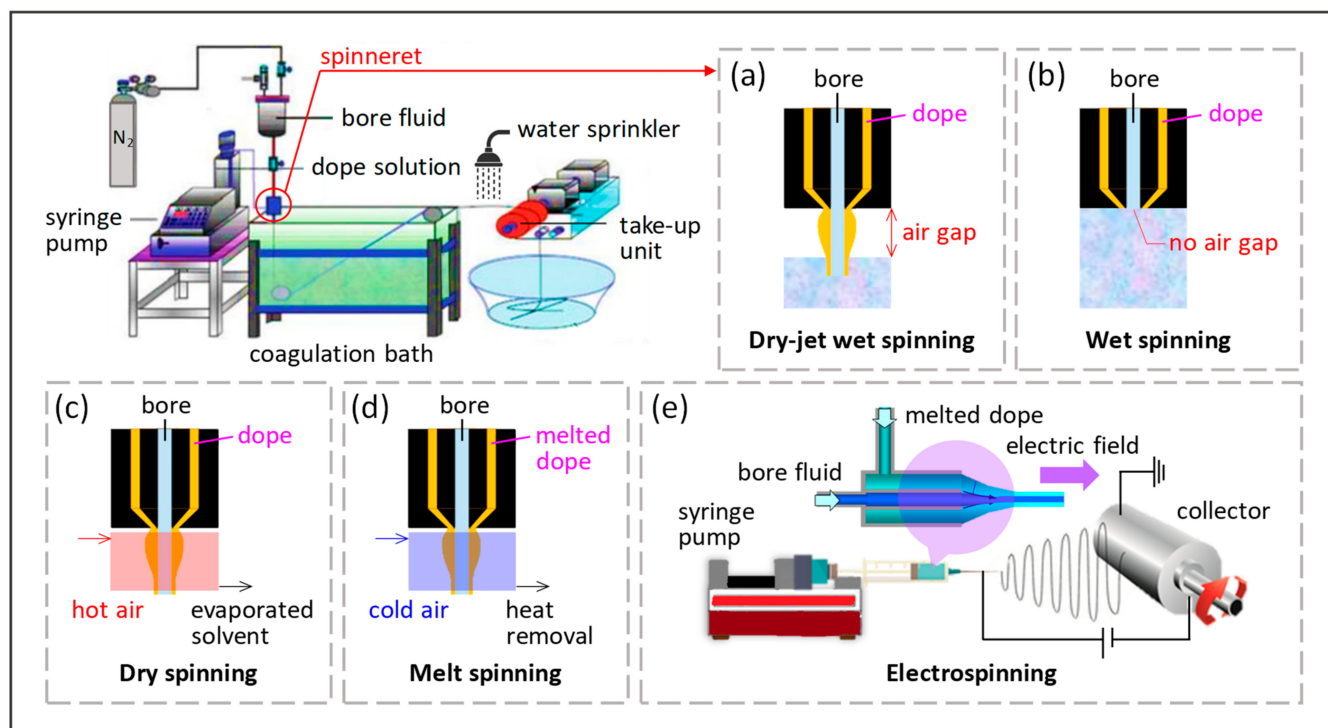 spinneret
N2
bore fluid
dope solution
syringe
pump
water sprinkler
take-up
unit
coagulation bath
(a)
bore
dope
air gap
Dry-jet wet spinning
(b)
bore
dope
no air gap
Wet spinning
(c)
bore
dope
hot air
evaporated
solvent
Dry spinning
(d)
bore
melted
dope
cold air
heat
removal
Melt spinning
(e)
melted dope
electric field
bore fluid
syringe
pump
collector
Electrospinning